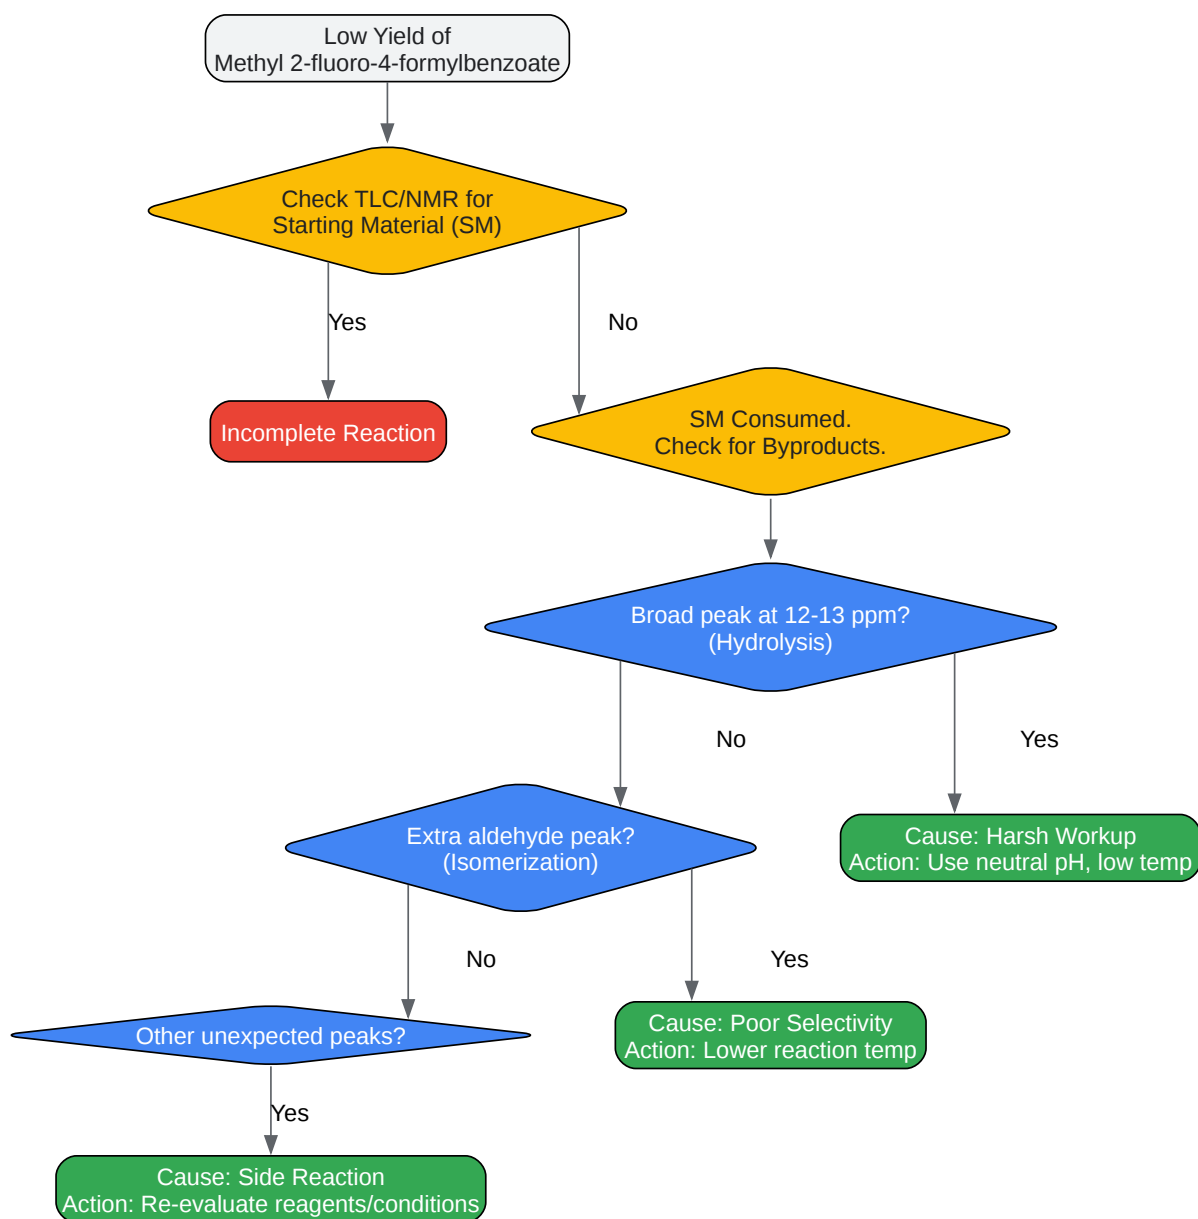 Low Yield of
Methyl 2-fluoro-4-formylbenzoate
Check TLC/NMR for
Starting Material (SM)
Yes
No
Incomplete Reaction
SM Consumed.
Check for Byproducts.
Broad peak at 12-13 ppm?
(Hydrolysis)
No
Yes
Extra aldehyde peak?
(Isomerization)
Cause: Harsh Workup
Action: Use neutral pH, low temp
No
Yes
Other unexpected peaks?
Cause: Poor Selectivity
Action: Lower reaction temp
Yes
Cause: Side Reaction
Action: Re-evaluate reagents/conditions